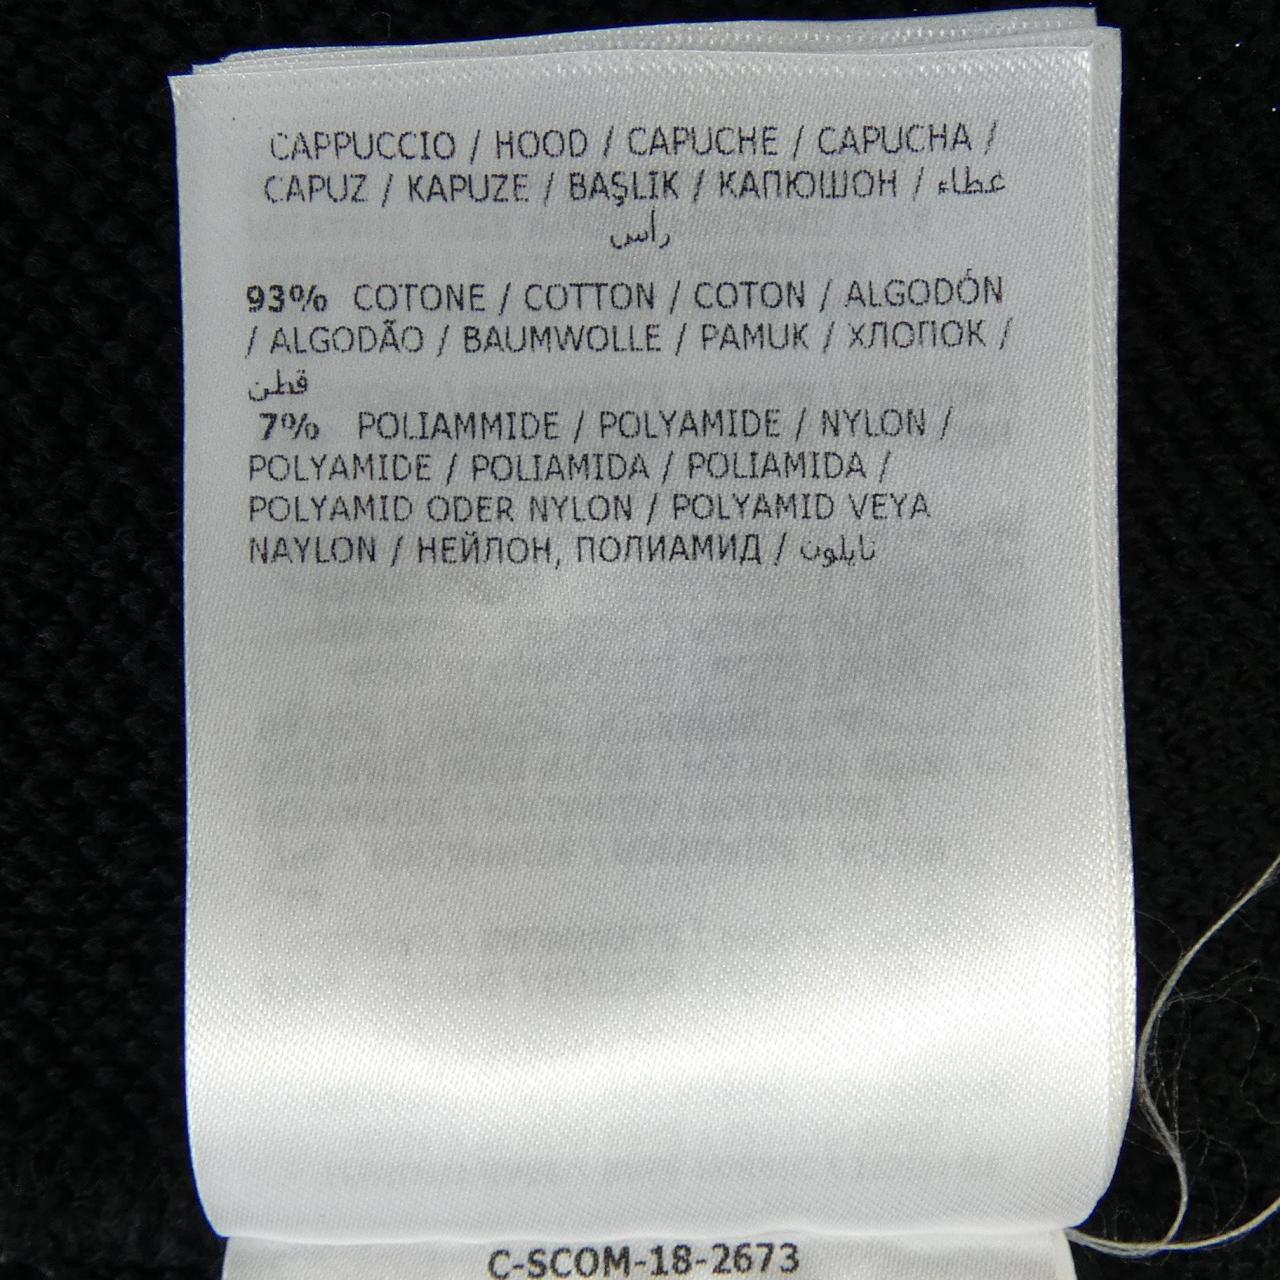 CAPPUCCIO / HOOD / CAPUCHE / CAPUCHA /
CAPUZ / KAPUZE / BAŞLIK / КАПЮШОН / غطاء
رأس
93% COTONE / COTTON / COTON / ALGODÓN
/ ALGODÃO / BAUMWOLLE / PAMUK / ХЛОПОК /
قطن
7% POLIAMMIDE / POLYAMIDE / NYLON /
POLYAMIDE / POLIAMIDA / POLIAMIDA /
POLYAMID ODER NYLON / POLYAMID VEYA
NAYLON / НЕЙЛОН, ПОЛИАМИД / نايلون
C-SCOM-18-2673